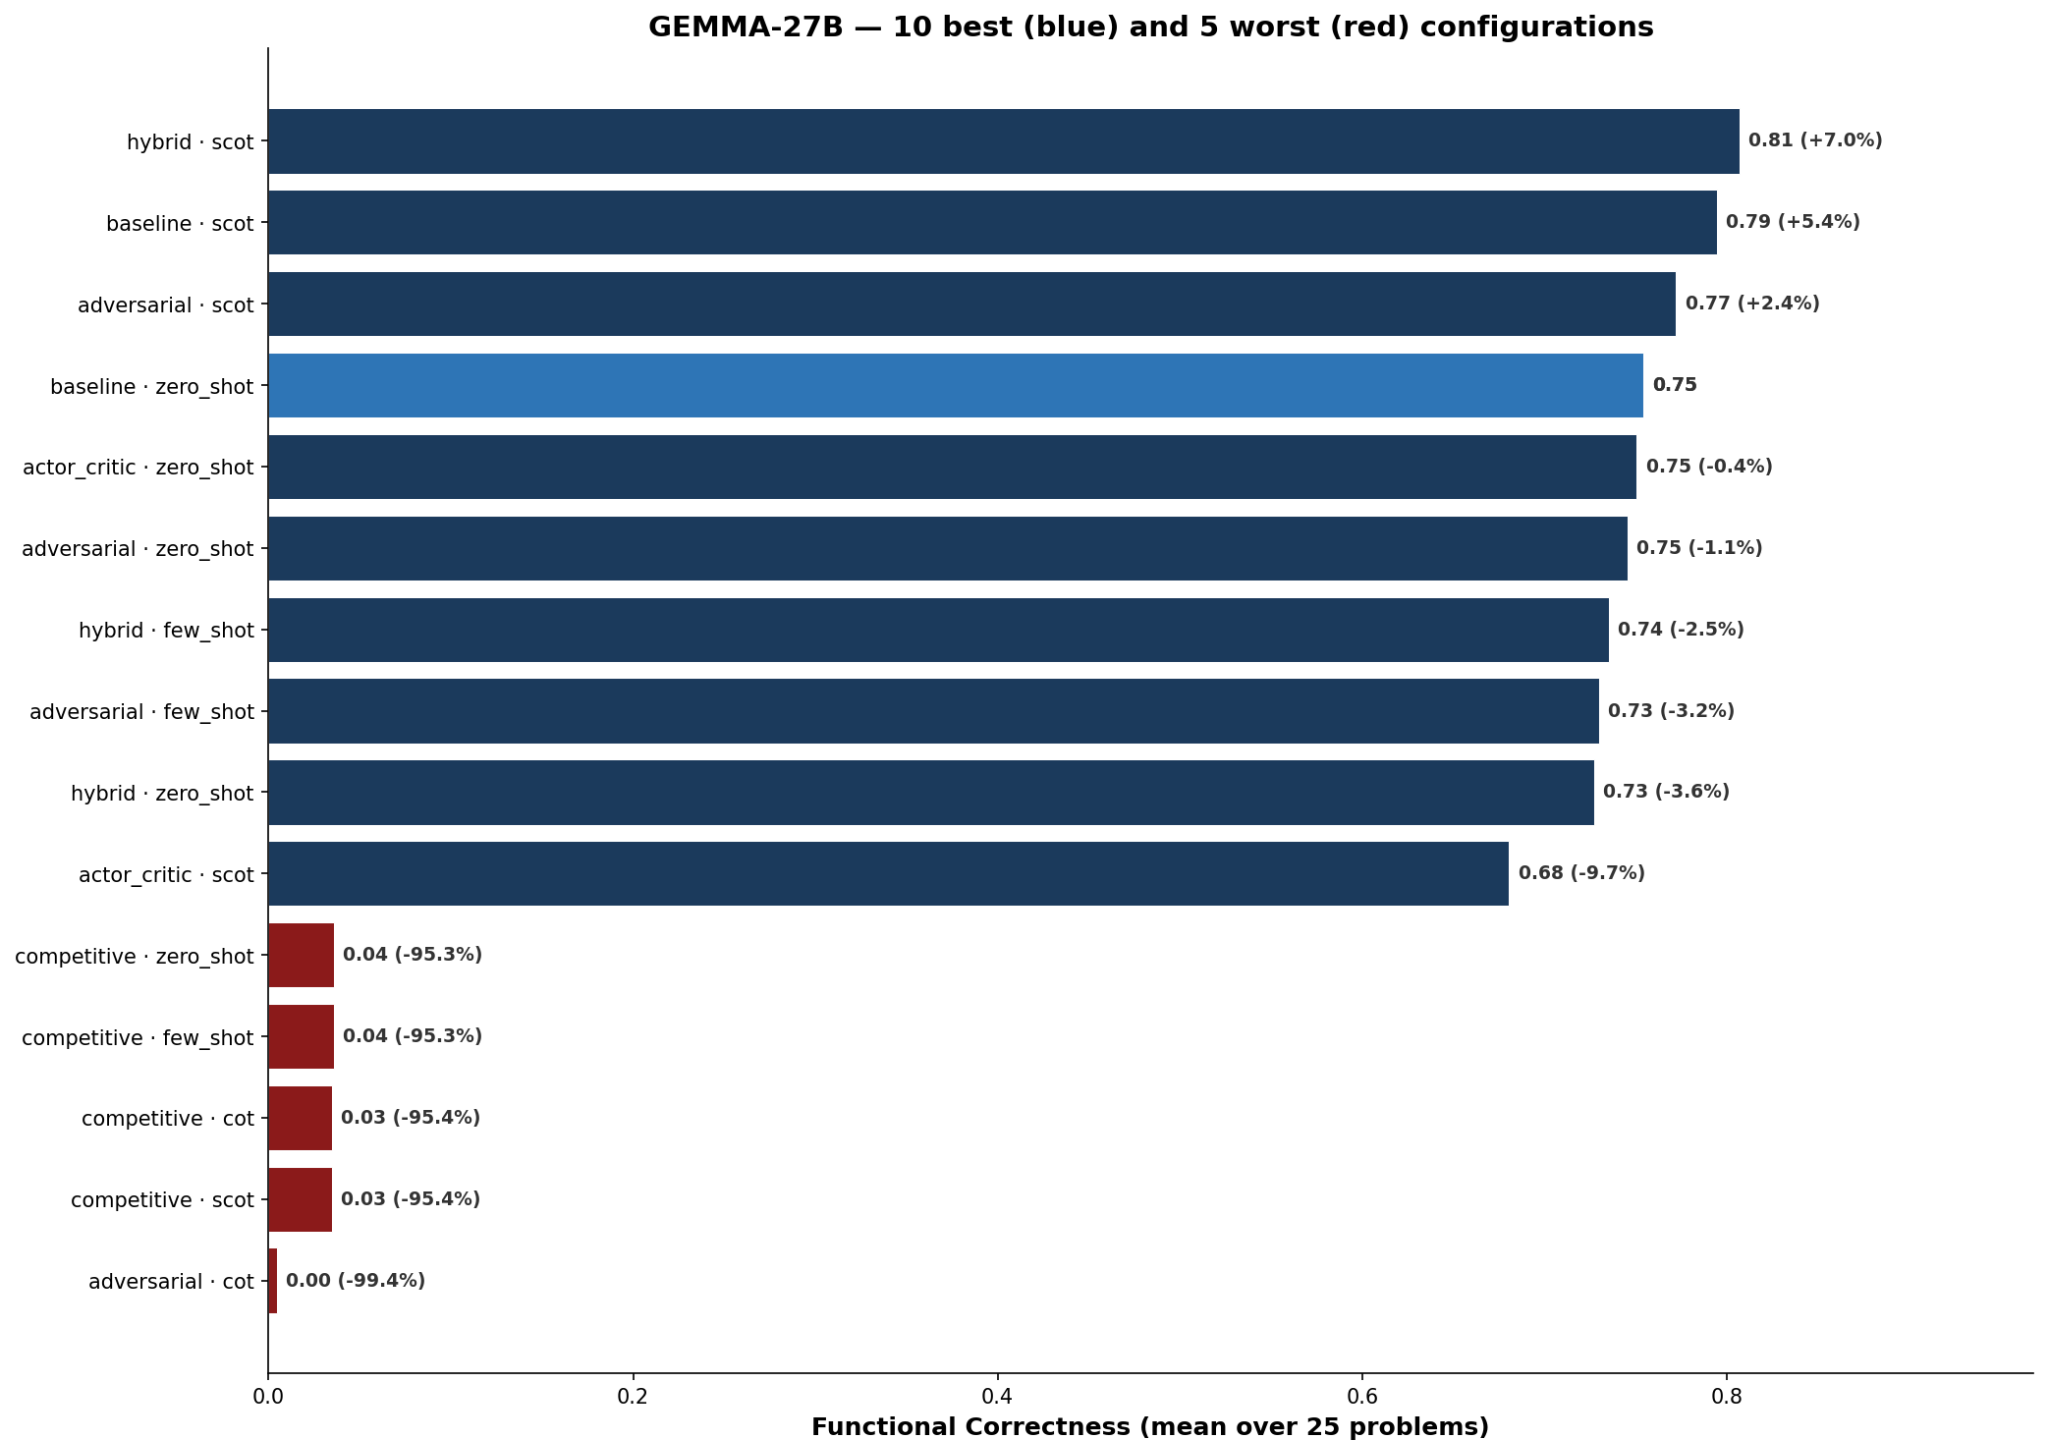 GEMMA-27B — 10 best (blue) and 5 worst (red) configurations
hybrid · scot 0.81 (+7.0%)
baseline · scot 0.79 (+5.4%)
adversarial · scot 0.77 (+2.4%)
baseline · zero_shot 0.75
actor_critic · zero_shot 0.75 (-0.4%)
adversarial · zero_shot 0.75 (-1.1%)
hybrid · few_shot 0.74 (-2.5%)
adversarial · few_shot 0.73 (-3.2%)
hybrid · zero_shot 0.73 (-3.6%)
actor_critic · scot 0.68 (-9.7%)
competitive · zero_shot 0.04 (-95.3%)
competitive · few_shot 0.04 (-95.3%)
competitive · cot 0.03 (-95.4%)
competitive · scot 0.03 (-95.4%)
adversarial · cot 0.00 (-99.4%)
0.0 0.2 0.4 0.6 0.8
Functional Correctness (mean over 25 problems)